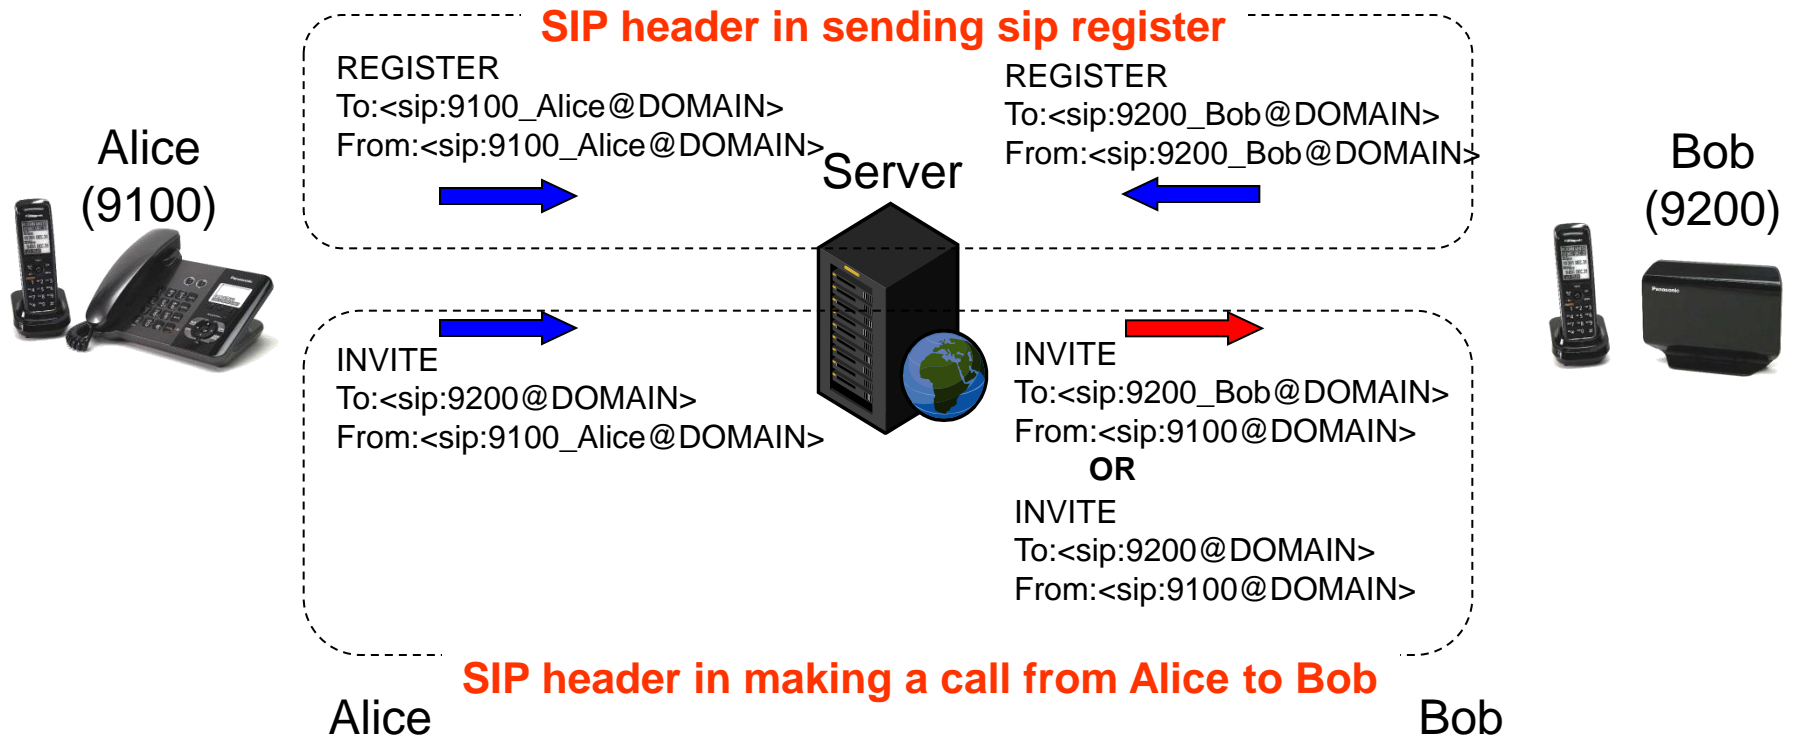 SIP header in sending sip register
REGISTER
To:<sip:9100_Alice@DOMAIN>
From:<sip:9100_Alice@DOMAIN>
REGISTER
To:<sip:9200_Bob@DOMAIN>
From:<sip:9200_Bob@DOMAIN>
Alice
(9100)
Server
Bob
(9200)
Panasonic
INVITE
To:<sip:9200@DOMAIN>
From:<sip:9100_Alice@DOMAIN>
INVITE
To:<sip:9200_Bob@DOMAIN>
From:<sip:9100@DOMAIN>
OR
INVITE
To:<sip:9200@DOMAIN>
From:<sip:9100@DOMAIN>
SIP header in making a call from Alice to Bob
Alice
Bob